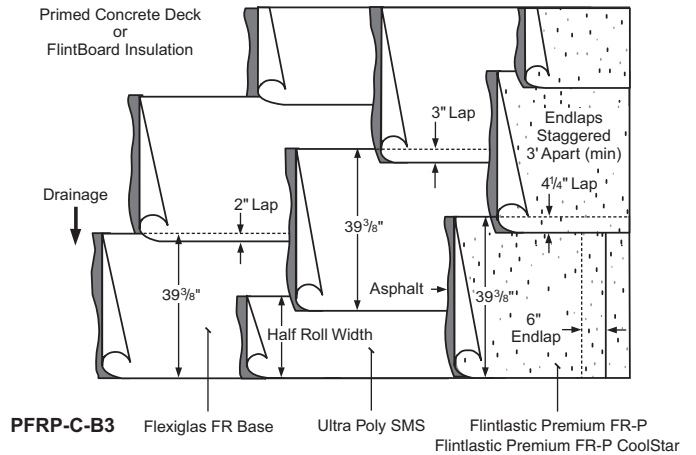 Primed Concrete Deck
or
FlintBoard Insulation
3" Lap
Endlaps
Staggered
3' Apart (min)
4¼" Lap
Drainage
2" Lap
39⅜"
39⅜"
Asphalt
39⅜"
6"
Endlap
Half Roll Width
PFRP-C-B3
Flexiglas FR Base
Ultra Poly SMS
Flintlastic Premium FR-P
Flintlastic Premium FR-P CoolStar